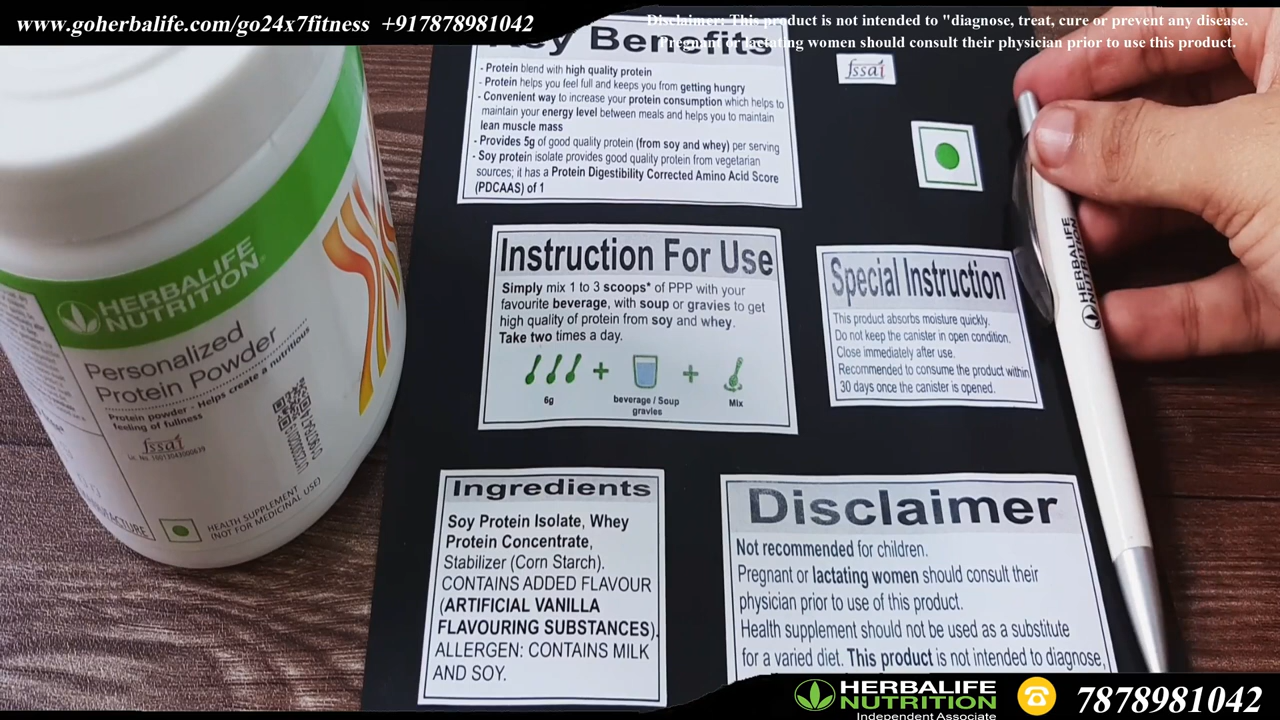 www.goherbalife.com/go24x7fitness +917878981042
Disclaimer: This product is not intended to "diagnose, treat, cure or prevent any disease.
Pregnant or lactating women should consult their physician prior to use this product.
Key Benefits
- Protein blend with high quality protein
- Protein helps you feel full and keeps you from getting hungry
- Convenient way to increase your protein consumption which helps to
maintain your energy level between meals and helps you to maintain
lean muscle mass
- Provides 5g of good quality protein (from soy and whey) per serving
- Soy protein isolate provides good quality protein from vegetarian
sources; it has a Protein Digestibility Corrected Amino Acid Score
(PDCAAS) of 1
fssai
Instruction For Use
Simply mix 1 to 3 scoops* of PPP with your
favourite beverage, with soup or gravies to get
high quality of protein from soy and whey.
Take two times a day.
+ +
6g
beverage / Soup
gravies
Mix
Special Instruction
This product absorbs moisture quickly.
Do not keep the canister in open condition.
Close immediately after use.
Recommended to consume the product within
30 days once the canister is opened.
HERBALIFE
NUTRITION
HERBALIFE
NUTRITION
Personalized
Protein Powder
Protein powder - Helps create a nutritious
feeling of fullness
fssai
HEALTH SUPPLEMENT
(NOT FOR MEDICINAL USE)
Ingredients
Soy Protein Isolate, Whey
Protein Concentrate,
Stabilizer (Corn Starch).
CONTAINS ADDED FLAVOUR
(ARTIFICIAL VANILLA
FLAVOURING SUBSTANCES).
ALLERGEN: CONTAINS MILK
AND SOY.
Disclaimer
Not recommended for children.
Pregnant or lactating women should consult their
physician prior to use of this product.
Health supplement should not be used as a substitute
for a varied diet. This product is not intended to diagnose,
HERBALIFE
NUTRITION
Independent Associate
7878981042